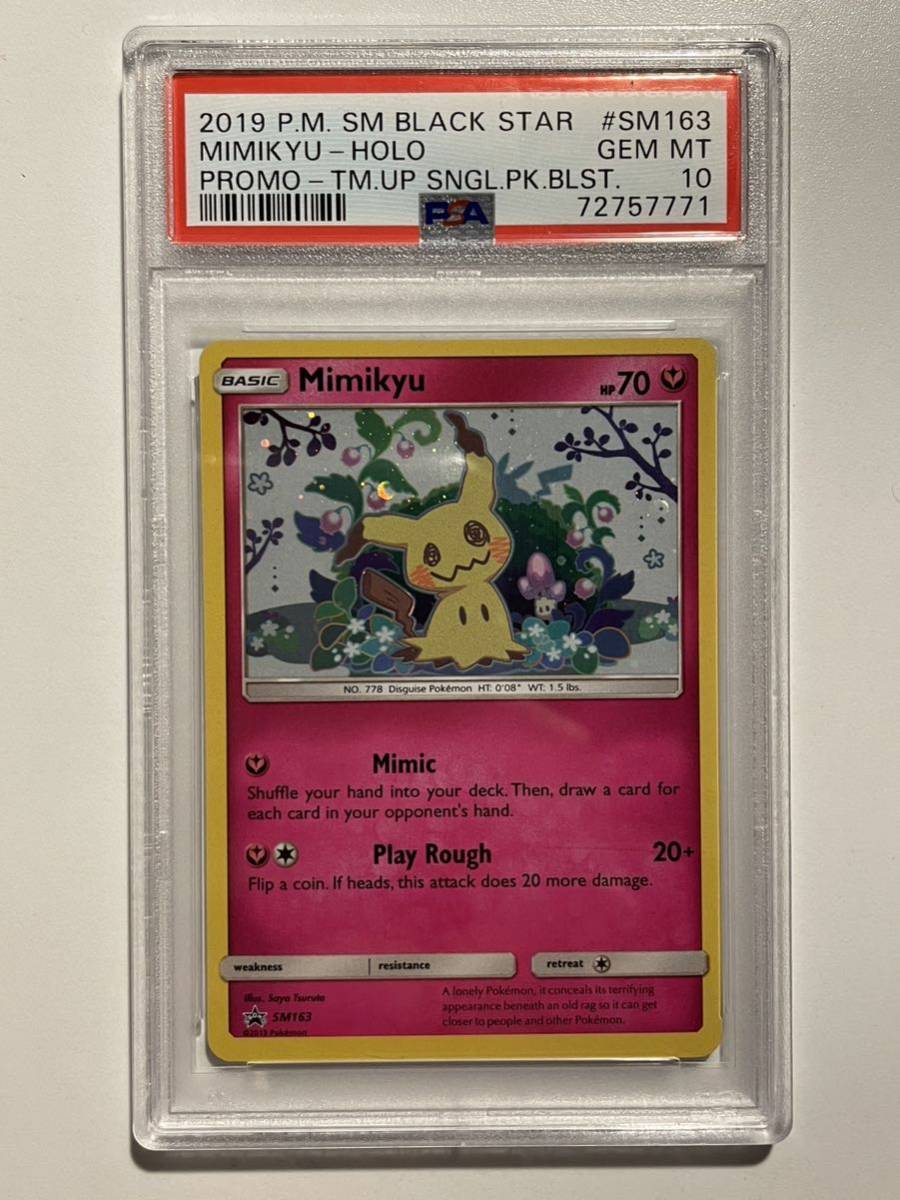 2019 P.M. SM BLACK STAR #SM163
MIMIKYU - HOLO GEM MT
PROMO - TM.UP SNGL.PK.BLST. 10
PSA 72757771
BASIC Mimikyu HP70
NO. 778 Disguise Pokémon HT: 0'08" WT: 1.5 lbs.
Mimic
Shuffle your hand into your deck. Then, draw a card for
each card in your opponent's hand.
Play Rough 20+
Flip a coin. If heads, this attack does 20 more damage.
weakness resistance retreat
Illus. Saya Tsuruta
SM163
©2019 Pokémon
A lonely Pokémon, it conceals its terrifying
appearance beneath an old rag so it can get
closer to people and other Pokémon.